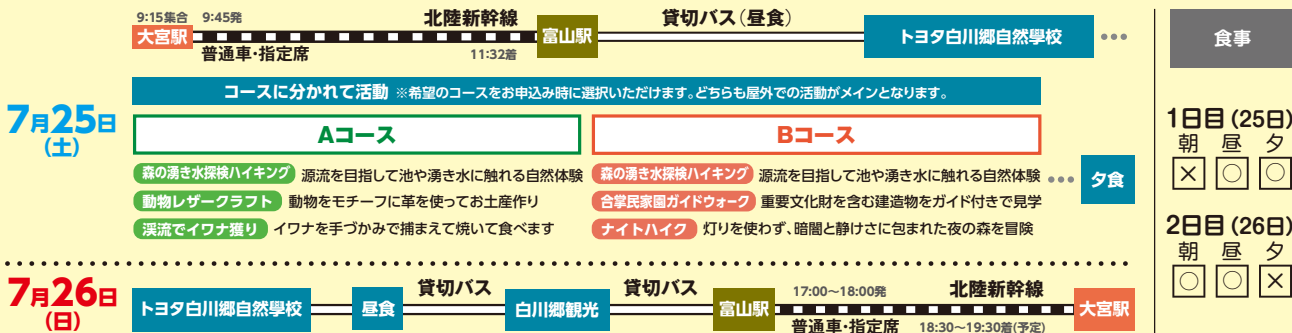 9:15集合 9:45発 北陸新幹線 貸切バス(昼食)
大宮駅 富山駅 トヨタ白川郷自然學校 ••• 食事
普通車・指定席 11:32着
コースに分かれて活動 ※希望のコースをお申込み時に選択いただけます。どちらも屋外での活動がメインとなります。
7月25日
(土)
Aコース Bコース
森の湧き水探検ハイキング 源流を目指して池や湧き水に触れる自然体験 森の湧き水探検ハイキング 源流を目指して池や湧き水に触れる自然体験 ••• 夕食
動物レザークラフト 動物をモチーフに革を使ってお土産作り 合掌民家園ガイドウォーク 重要文化財を含む建造物をガイド付きで見学
渓流でイワナ獲り イワナを手づかみで捕まえて焼いて食べます ナイトハイク 灯りを使わず、暗闇と静けさに包まれた夜の森を冒険
1日目(25日)
朝 昼 夕
× ○ ○
2日目(26日)
朝 昼 夕
○ ○ ×
7月26日
(日)
貸切バス 貸切バス 17:00〜18:00発 北陸新幹線
トヨタ白川郷自然學校 昼食 白川郷観光 富山駅 大宮駅
普通車・指定席 18:30〜19:30着(予定)